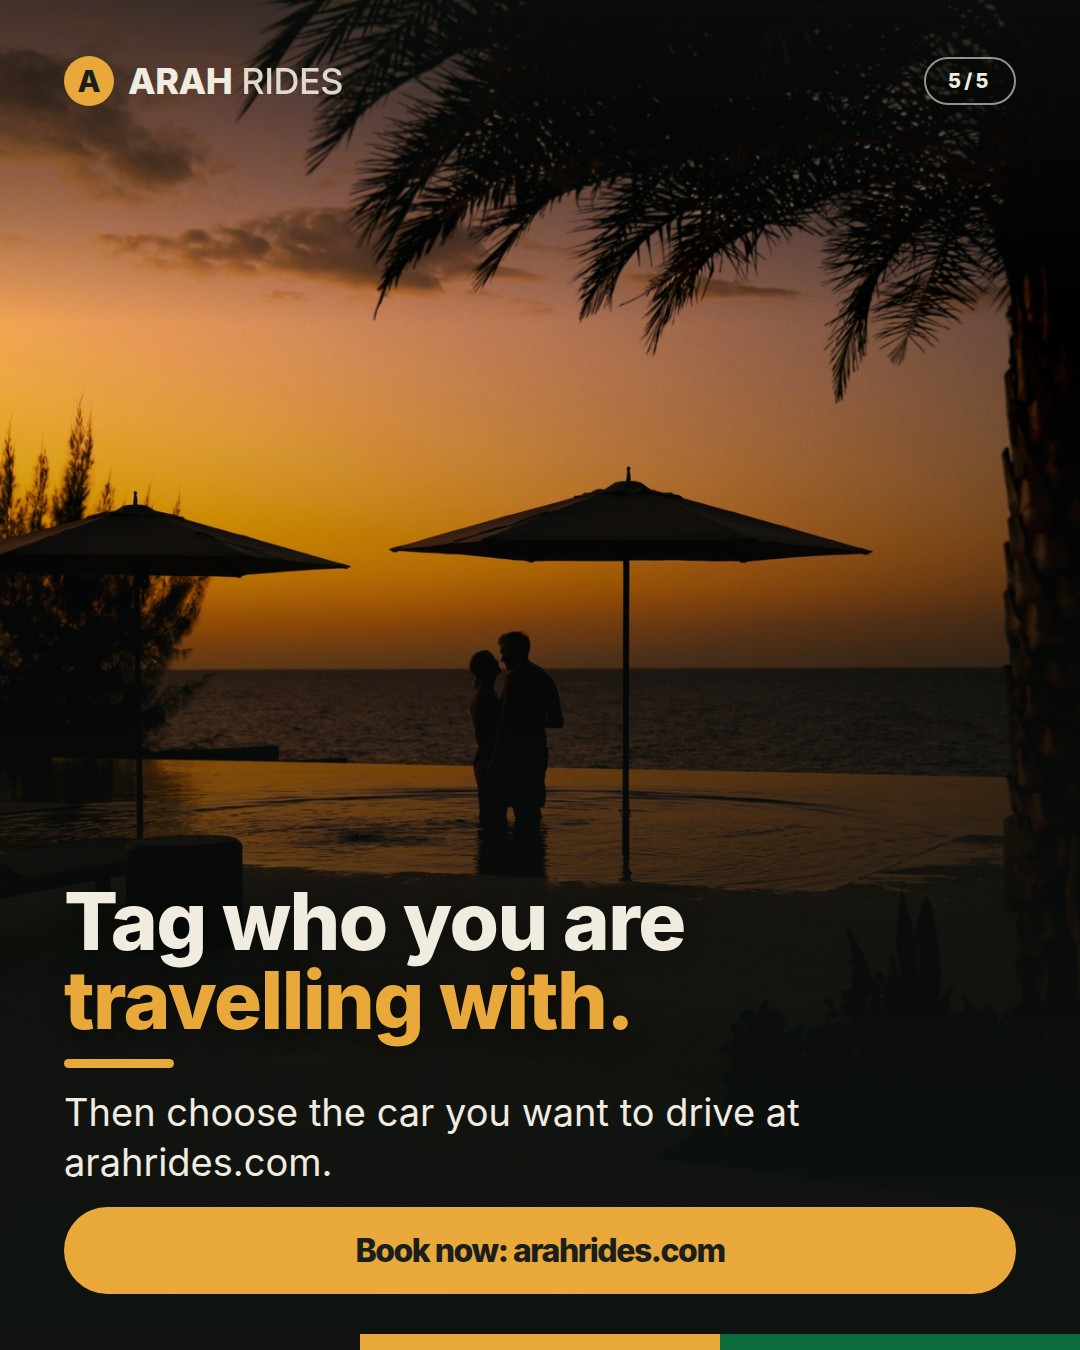 A ARAH RIDES
5/5
Tag who you are
travelling with.
Then choose the car you want to drive at
arahrides.com.
Book now: arahrides.com